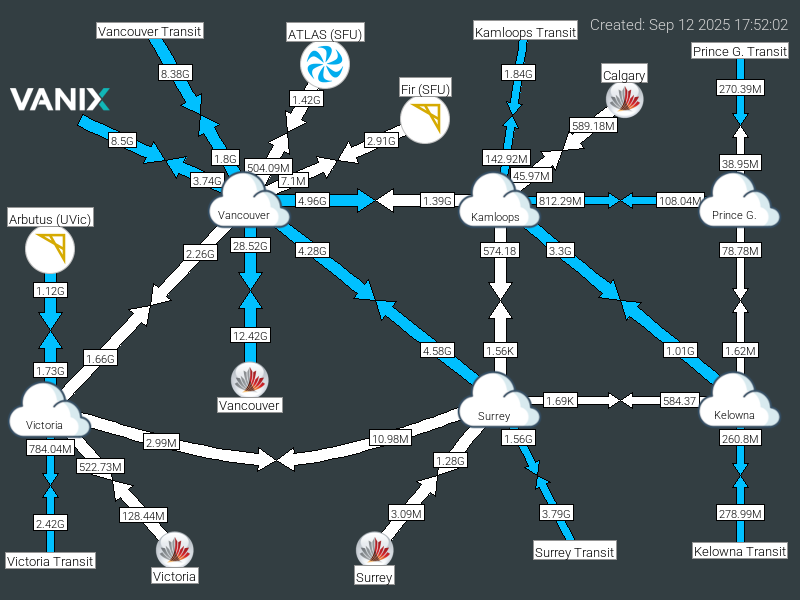 Created: Sep 12 2025 17:52:02
Vancouver Transit
ATLAS (SFU)
Kamloops Transit
Prince G. Transit
8.38G
1.84G
Calgary
270.39M
VANIX
1.42G
Fir (SFU)
8.5G
2.91G
589.18M
1.8G
504.09M
142.92M
38.95M
3.74G
7.1M
45.97M
4.96G
1.39G
812.29M
108.04M
Vancouver
Kamloops
Prince G.
Arbutus (UVic)
2.26G
28.52G
4.28G
574.18
3.3G
78.78M
1.12G
12.42G
1.66G
4.58G
1.56K
1.01G
1.62M
1.73G
Vancouver
1.69K
584.37
Victoria
Surrey
Kelowna
784.04M
2.99M
10.98M
1.56G
260.8M
522.73M
1.28G
128.44M
3.09M
2.42G
3.79G
278.99M
Victoria Transit
Victoria
Surrey
Surrey Transit
Kelowna Transit